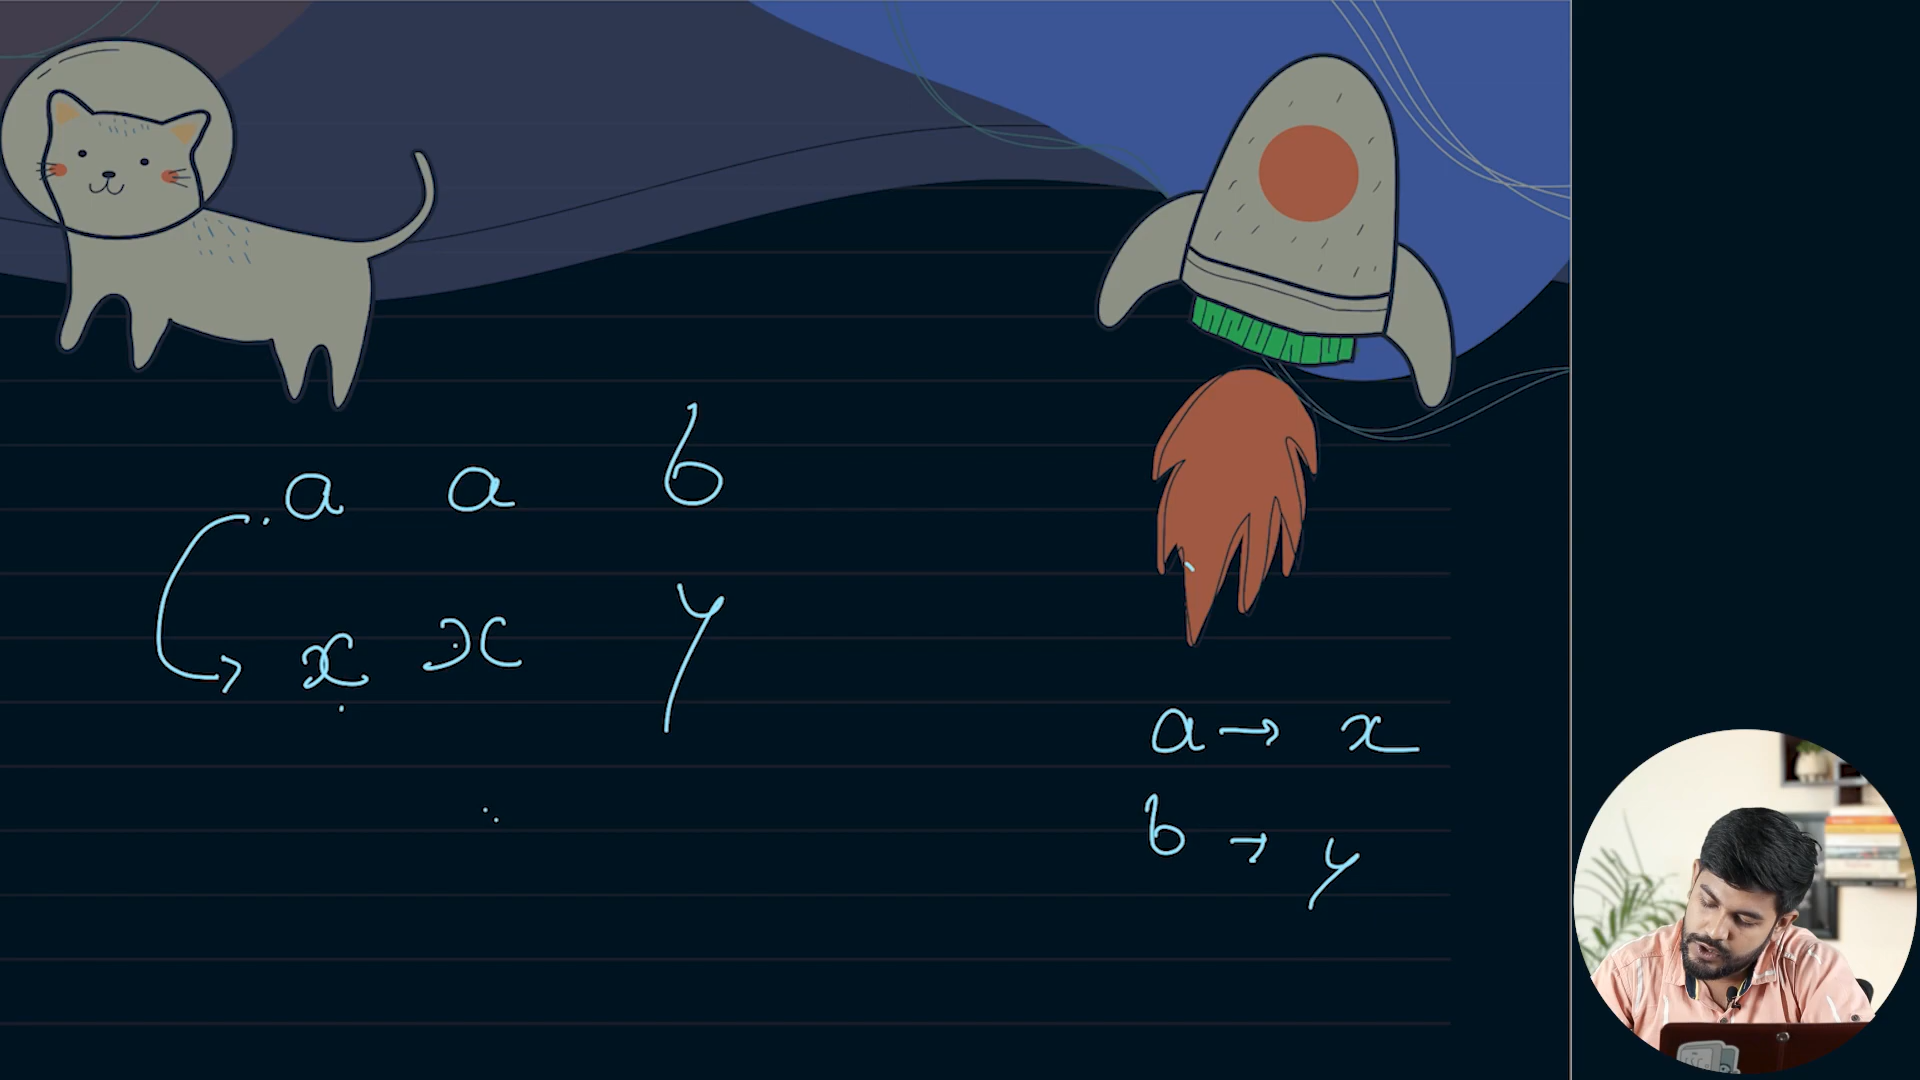 a a b
x x y
a → x
b → y